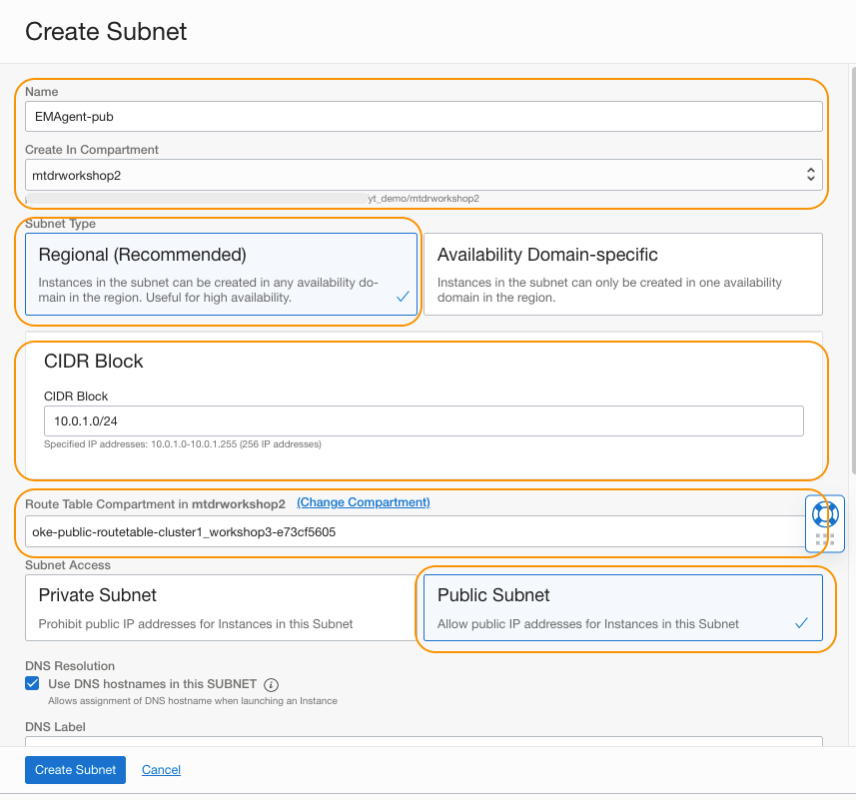 Create Subnet
Name
EMAgent-pub
Create In Compartment
mtdrworkshop2
yt_demo/mtdrworkshop2
Subnet Type
Regional (Recommended)
Instances in the subnet can be created in any availability do-
main in the region. Useful for high availability.
Availability Domain-specific
Instances in the subnet can only be created in one availability
domain in the region.
CIDR Block
CIDR Block
10.0.1.0/24
Specified IP addresses: 10.0.1.0-10.0.1.255 (256 IP addresses)
Route Table Compartment in mtdrworkshop2 (Change Compartment)
oke-public-routetable-cluster1_workshop3-e73cf5605
Subnet Access
Private Subnet
Prohibit public IP addresses for Instances in this Subnet
Public Subnet
Allow public IP addresses for Instances in this Subnet
DNS Resolution
Use DNS hostnames in this SUBNET
Allows assignment of DNS hostname when launching an Instance
DNS Label
Create Subnet Cancel